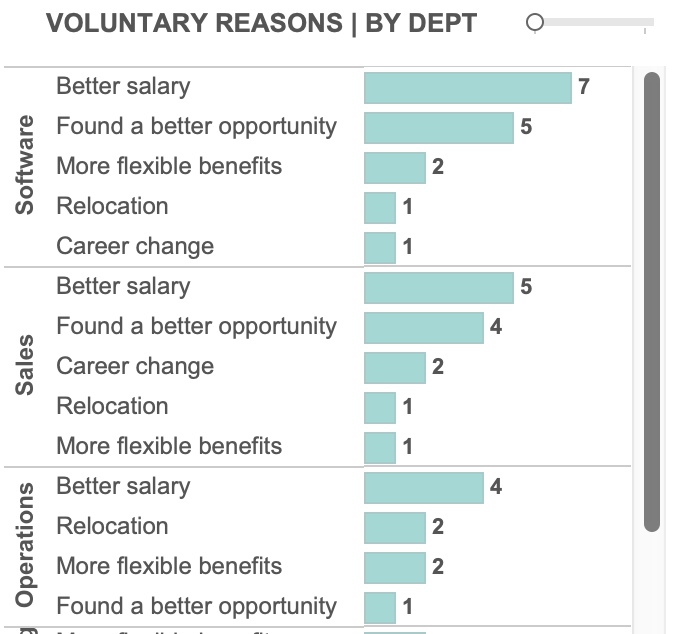 VOLUNTARY REASONS | BY DEPT
Software
Better salary 7
Found a better opportunity 5
More flexible benefits 2
Relocation 1
Career change 1
Sales
Better salary 5
Found a better opportunity 4
Career change 2
Relocation 1
More flexible benefits 1
Operations
Better salary 4
Relocation 2
More flexible benefits 2
Found a better opportunity 1